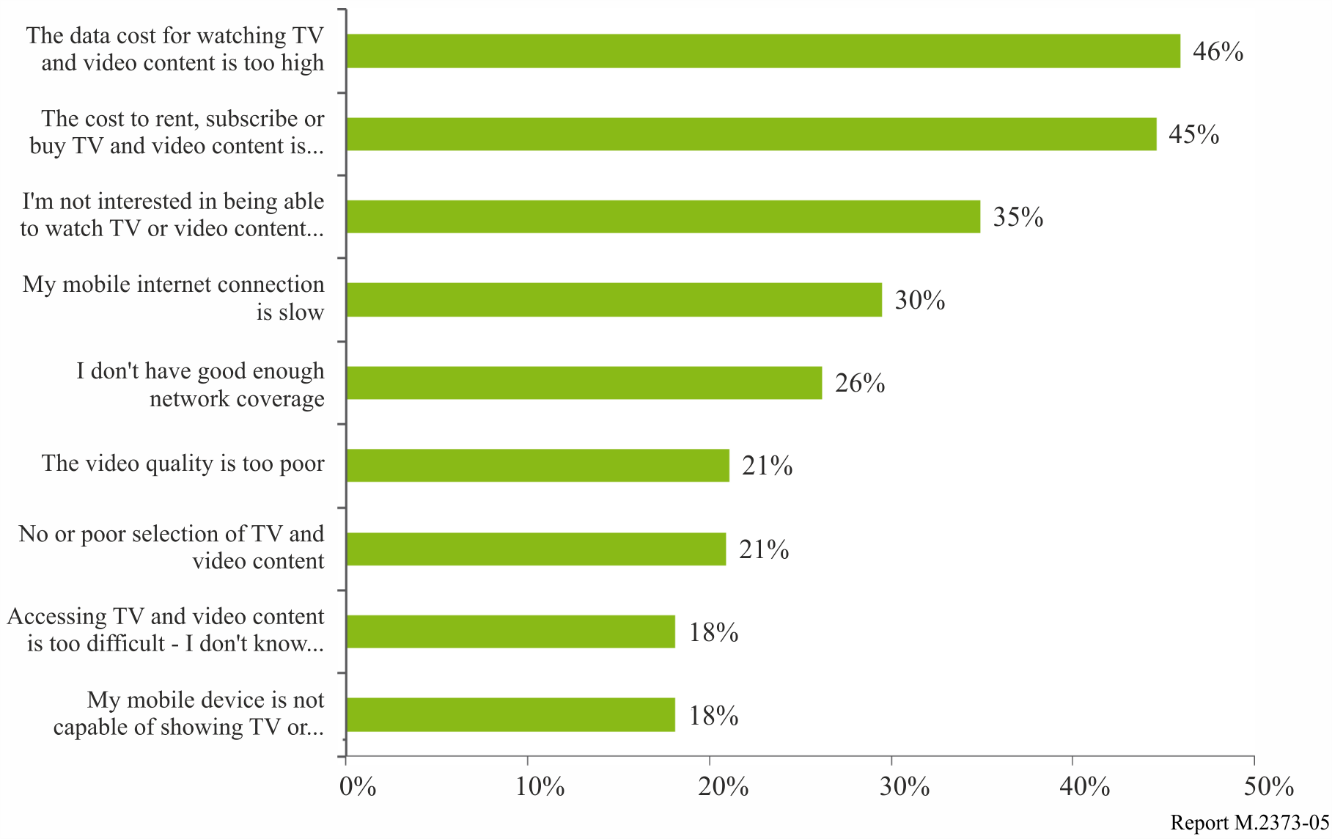 The data cost for watching TV
and video content is too high
46%
The cost to rent, subscribe or
buy TV and video content is...
45%
I'm not interested in being able
to watch TV or video content...
35%
My mobile internet connection
is slow
30%
I don't have good enough
network coverage
26%
The video quality is too poor
21%
No or poor selection of TV and
video content
21%
Accessing TV and video content
is too difficult - I don't know...
18%
My mobile device is not
capable of showing TV or...
18%
0% 10% 20% 30% 40% 50%
Report M.2373-05